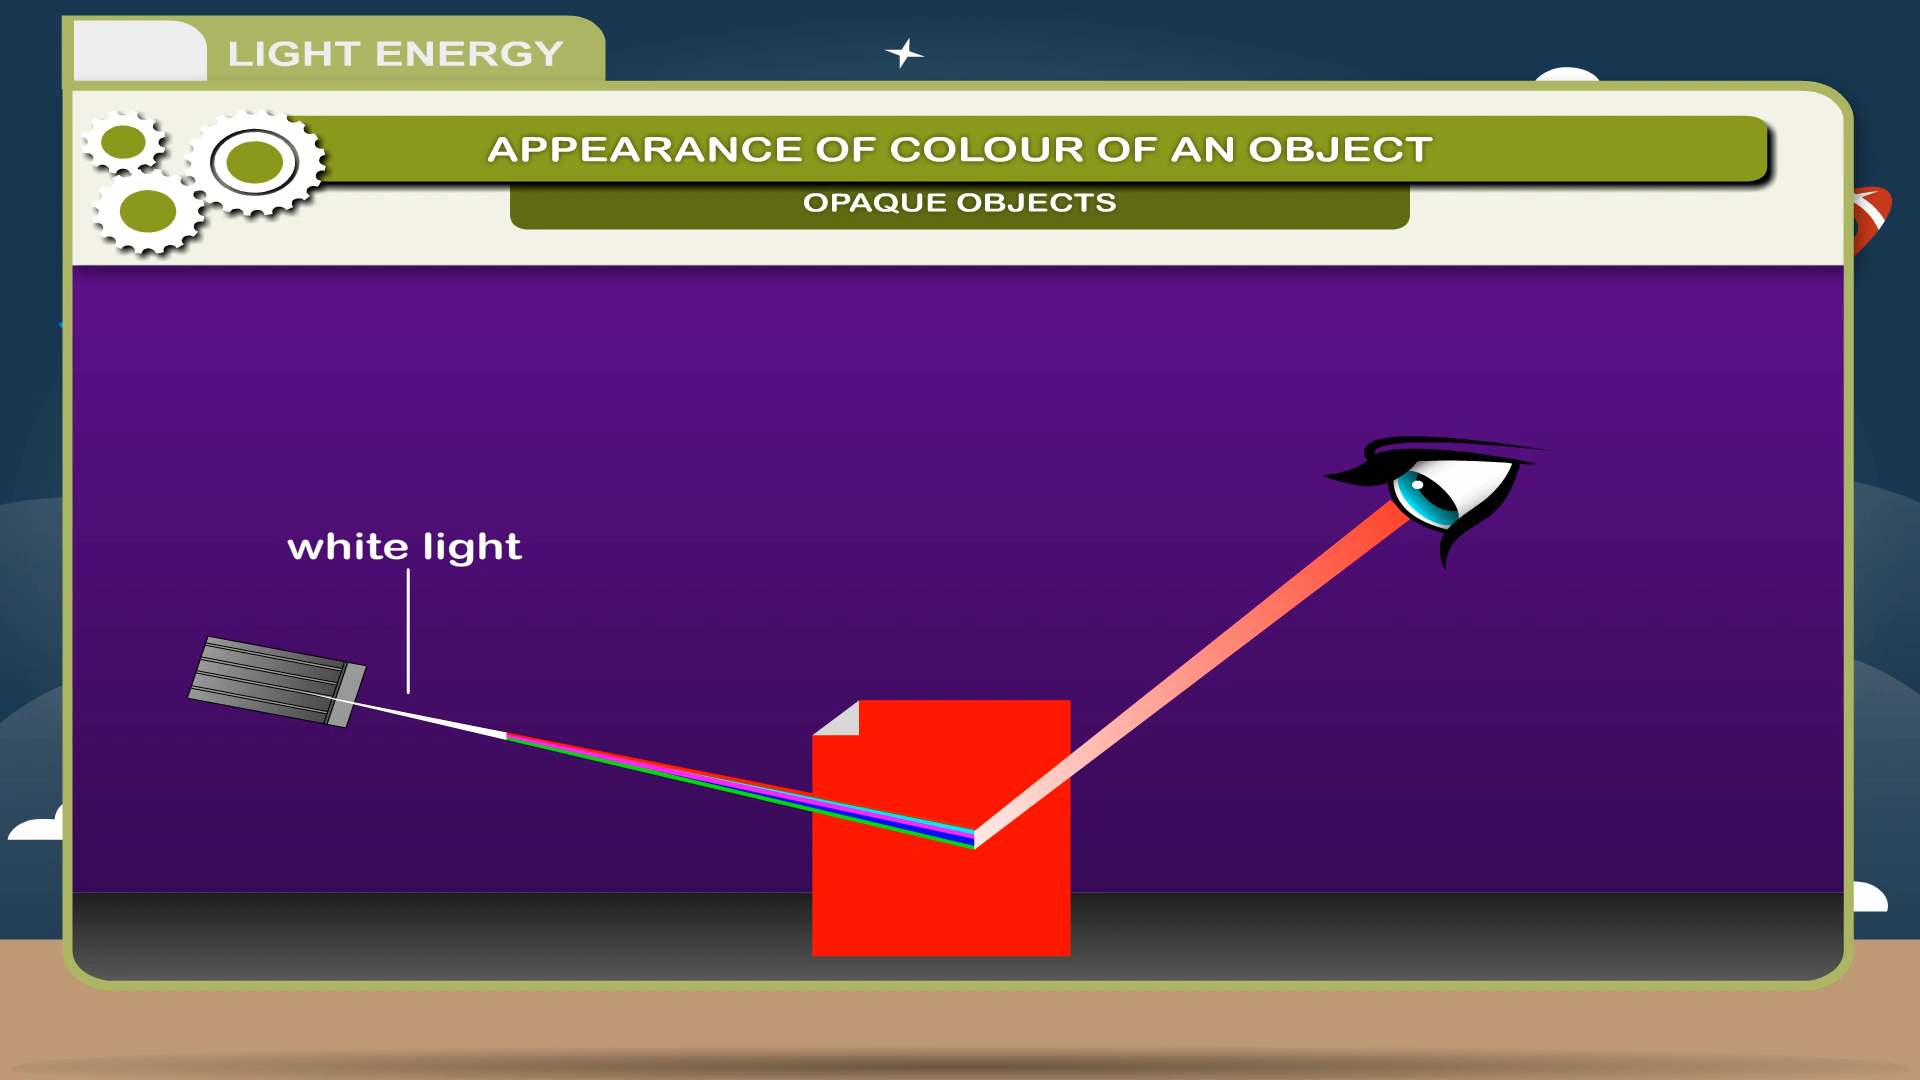 LIGHT ENERGY
APPEARANCE OF COLOUR OF AN OBJECT
OPAQUE OBJECTS
white light